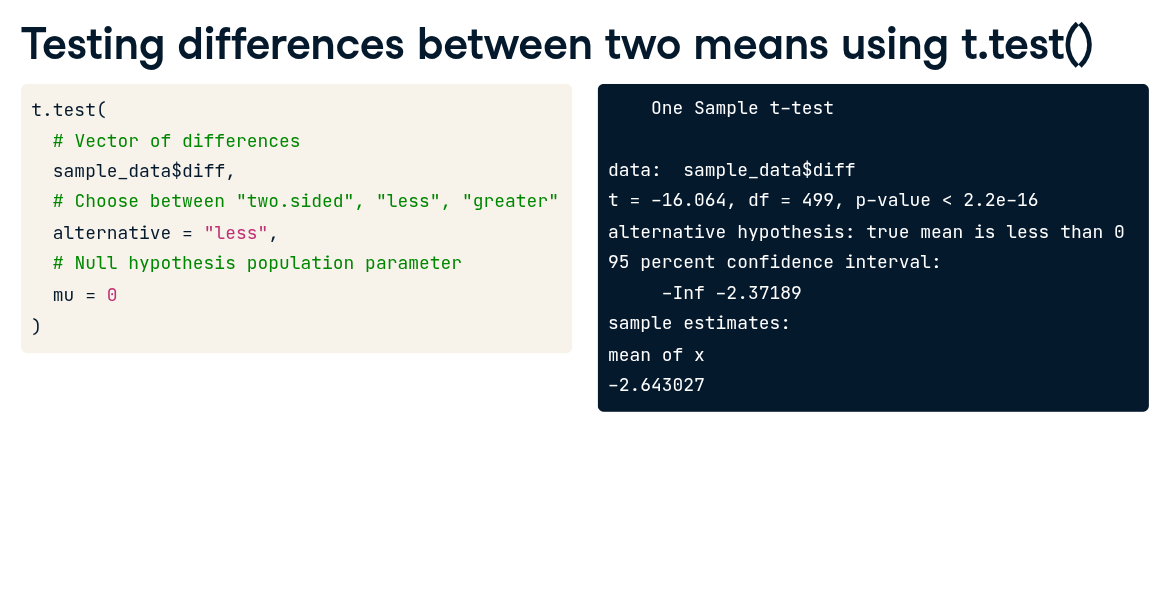 Testing differences between two means using t.test()
t.test(
  # Vector of differences
  sample_data$diff,
  # Choose between "two.sided", "less", "greater"
  alternative = "less",
  # Null hypothesis population parameter
  mu = 0
)
    One Sample t-test

data:  sample_data$diff
t = -16.064, df = 499, p-value < 2.2e-16
alternative hypothesis: true mean is less than 0
95 percent confidence interval:
     -Inf -2.37189
sample estimates:
mean of x
-2.643027